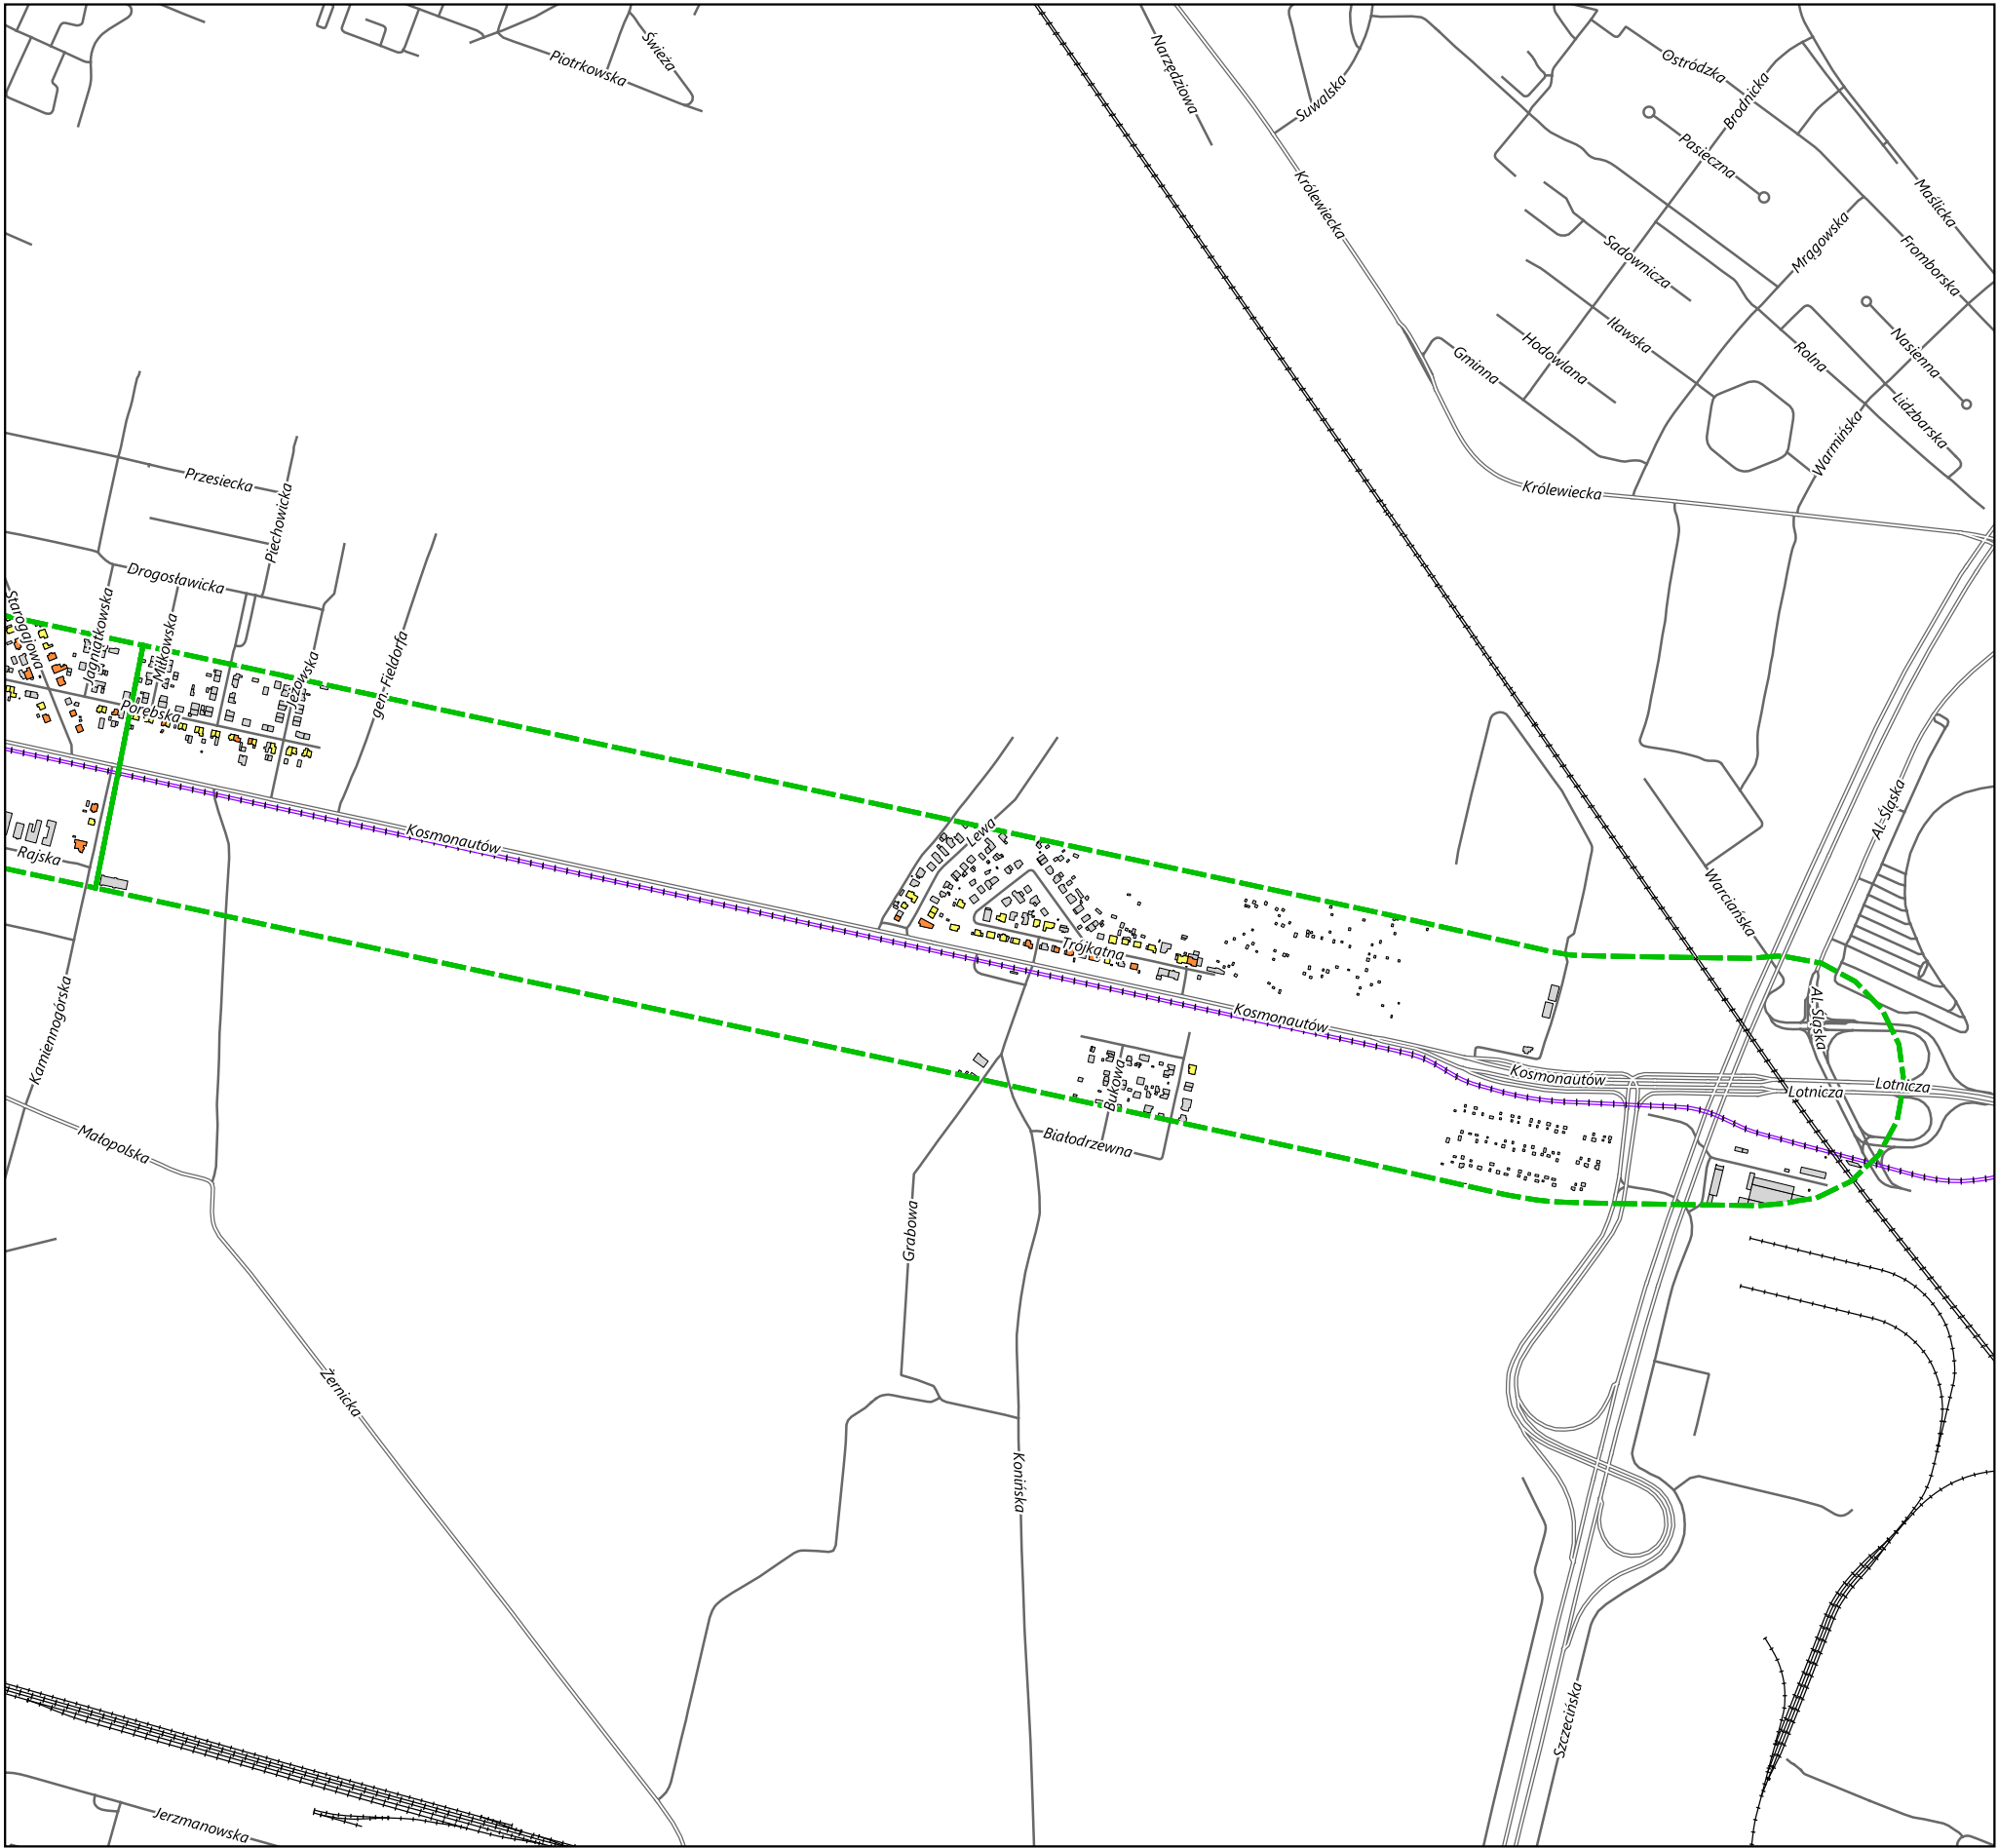 Świeża
Piotrkowska
Narzędziowa
Suwalska
Ostródzka
Brodnicka
Pasieczna
Maślicka
Królewiecka
Mrągowska
Fromborska
Sadownicza
Iławska
Hodowlana
Gminna
Rolna
Nasienna
Lidzbarska
Warmińska
Królewiecka
Przesiecka
Piechowicka
Drogosławicka
Starogajowa
Jagniątkowska
Miłkowska
Jeżowska
gen. Fieldorfa
Porębska
Kosmonautów
Rajska
Lewa
Al. Śląska
Warciańska
Trójkątna
Kosmonautów
Al. Śląska
Kamiennogórska
Kosmonautów
Lotnicza
Lotnicza
Bukowa
Białodrzewna
Małopolska
Grabowa
Żernicka
Konińska
Szczecińska
Jerzmanowska